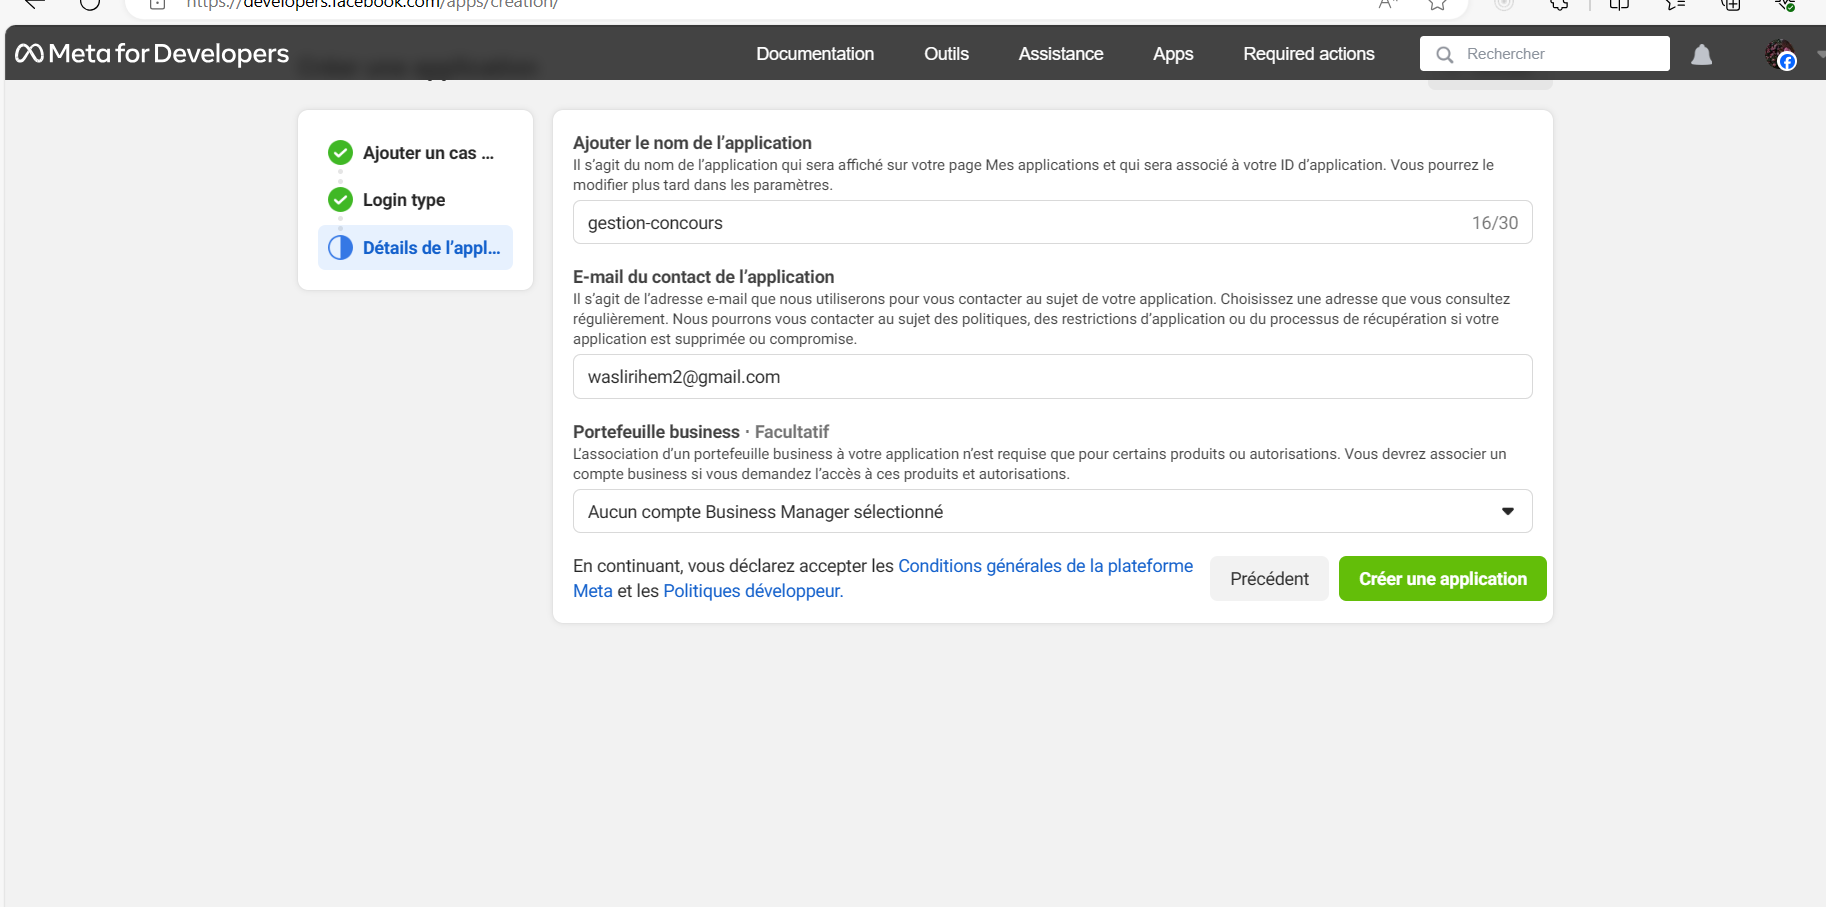 https://developers.facebook.com/apps/creation/
Meta for Developers
Documentation
Outils
Assistance
Apps
Required actions
Rechercher
Ajouter un cas ...
Login type
Détails de l’appl...
Ajouter le nom de l’application
Il s’agit du nom de l’application qui sera affiché sur votre page Mes applications et qui sera associé à votre ID d’application. Vous pourrez le
modifier plus tard dans les paramètres.
gestion-concours 16/30
E-mail du contact de l’application
Il s’agit de l’adresse e-mail que nous utiliserons pour vous contacter au sujet de votre application. Choisissez une adresse que vous consultez
régulièrement. Nous pourrons vous contacter au sujet des politiques, des restrictions d’application ou du processus de récupération si votre
application est supprimée ou compromise.
waslirihem2@gmail.com
Portefeuille business · Facultatif
L’association d’un portefeuille business à votre application n’est requise que pour certains produits ou autorisations. Vous devrez associer un
compte business si vous demandez l’accès à ces produits et autorisations.
Aucun compte Business Manager sélectionné
En continuant, vous déclarez accepter les Conditions générales de la plateforme
Meta et les Politiques développeur.
Précédent
Créer une application